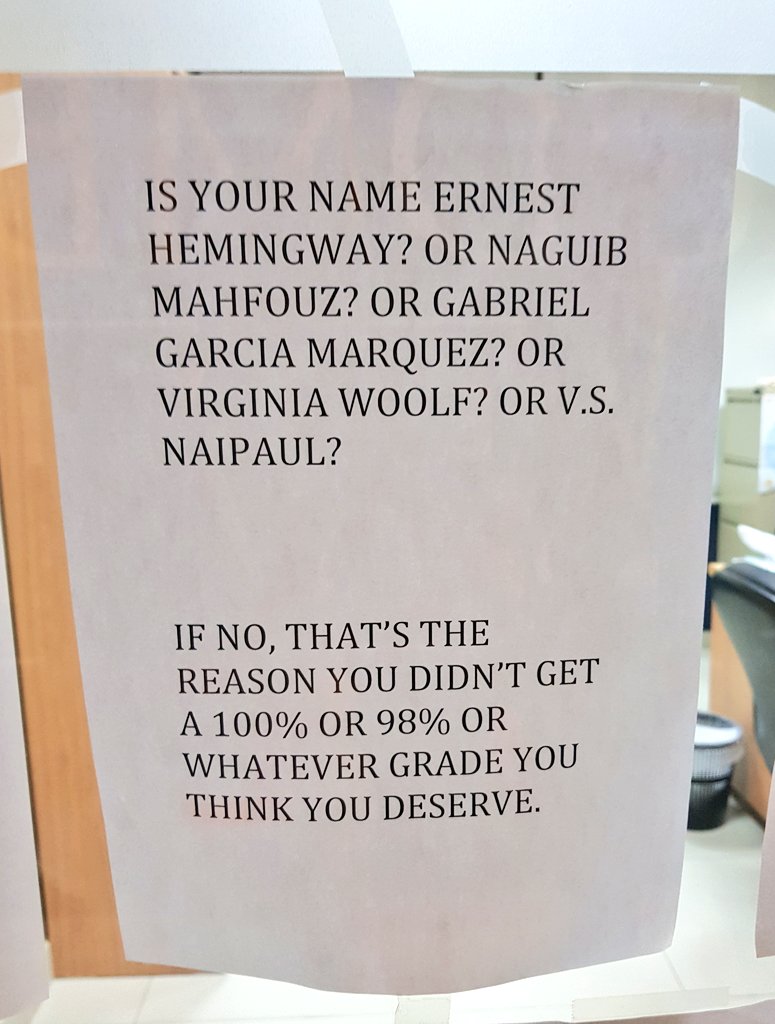 IS YOUR NAME ERNEST
HEMINGWAY? OR NAGUIB
MAHFOUZ? OR GABRIEL
GARCIA MARQUEZ? OR
VIRGINIA WOOLF? OR V.S.
NAIPAUL?
IF NO, THAT'S THE
REASON YOU DIDN'T GET
A 100% OR 98% OR
WHATEVER GRADE YOU
THINK YOU DESERVE.